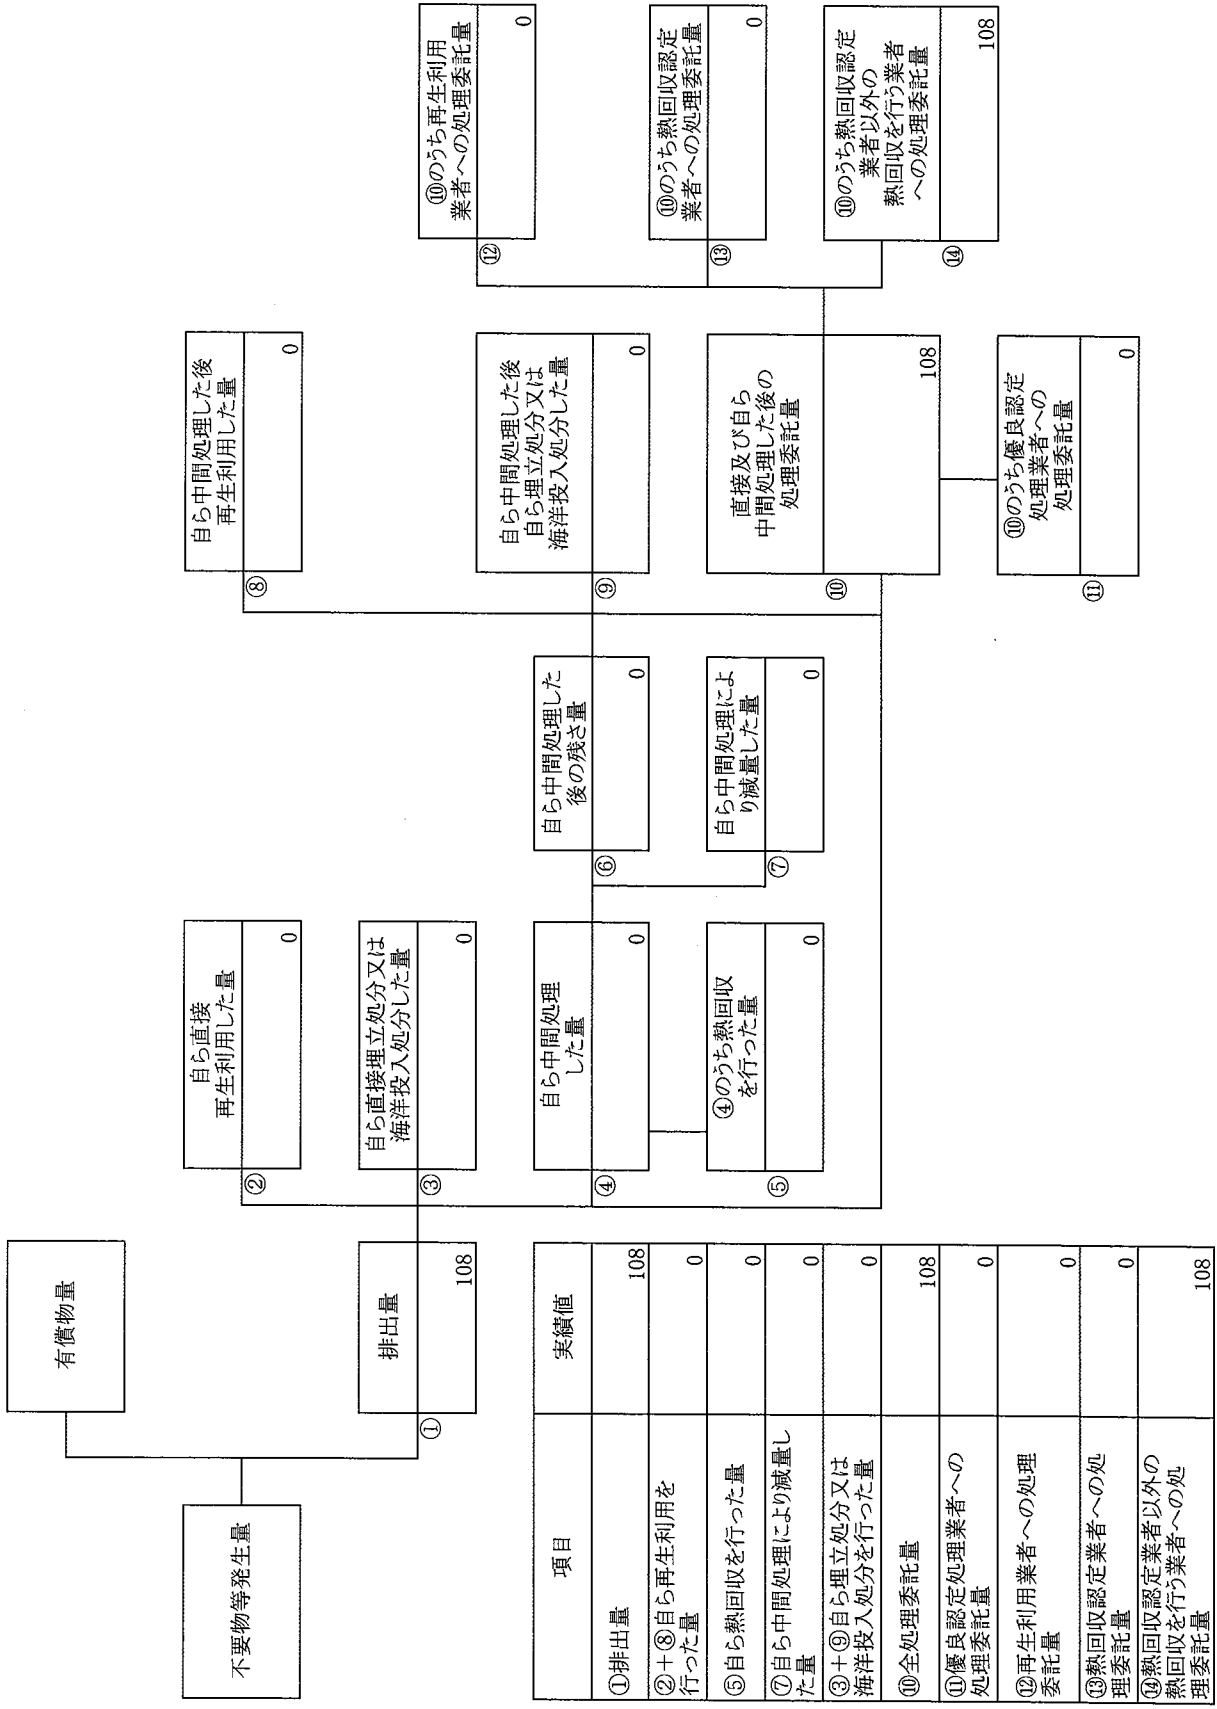 不要物等発生量
有償物量
①
排出量
108
②
自ら直接
再生利用した量
0
③
自ら直接埋立処分又は
海洋投入処分した量
0
④
自ら中間処理
した量
0
⑤
④のうち熱回収
を行った量
0
⑥
自ら中間処理した
後の残さ量
0
⑦
自ら中間処理によ
り減量した量
0
⑧
自ら中間処理した後
再生利用した量
0
⑨
自ら中間処理した後
自ら埋立処分又は
海洋投入処分した量
0
⑩
直接及び自ら
中間処理した後の
処理委託量
108
⑪
⑩のうち優良認定
処理業者への
処理委託量
0
⑫
⑩のうち再生利用
業者への処理委託量
0
⑬
⑩のうち熱回収認定
業者への処理委託量
0
⑭
⑩のうち熱回収認定
業者以外の
熱回収を行う業者
への処理委託量
108
項目
実績値
①排出量
108
②+⑧自ら再生利用を
行った量
0
⑤自ら熱回収を行った量
0
⑦自ら中間処理により減量し
た量
0
③+⑨自ら埋立処分又は
海洋投入処分を行った量
0
⑩全処理委託量
108
⑪優良認定処理業者への
処理委託量
0
⑫再生利用業者への処理
委託量
0
⑬熱回収認定業者への処
理委託量
0
⑭熱回収認定業者以外の
熱回収を行う業者への処
理委託量
108